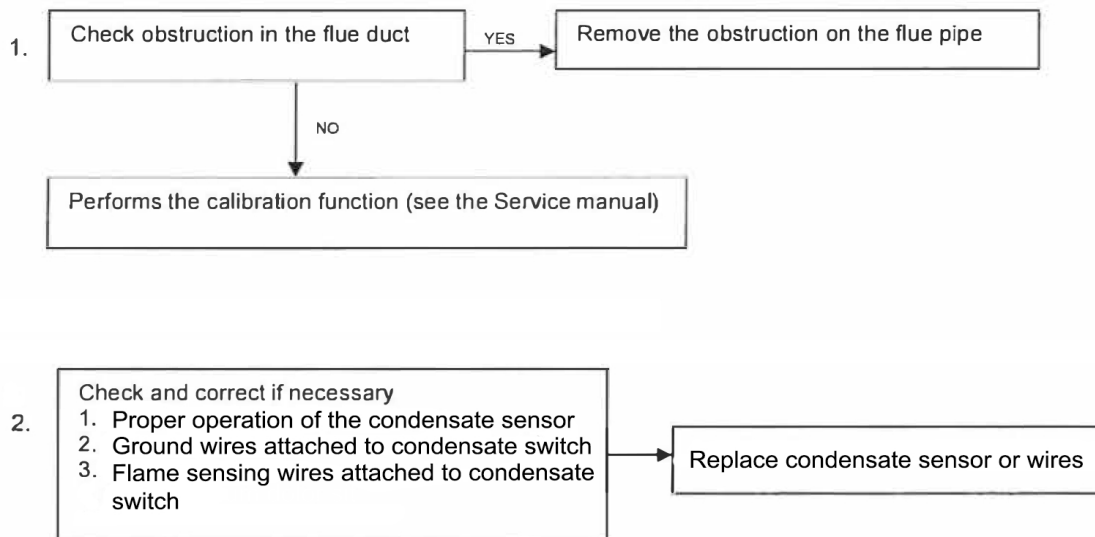 1.
Check obstruction in the flue duct
YES
Remove the obstruction on the flue pipe
NO
Performs the calibration function (see the Service manual)
2.
Check and correct if necessary
1. Proper operation of the condensate sensor
2. Ground wires attached to condensate switch
3. Flame sensing wires attached to condensate
switch
Replace condensate sensor or wires